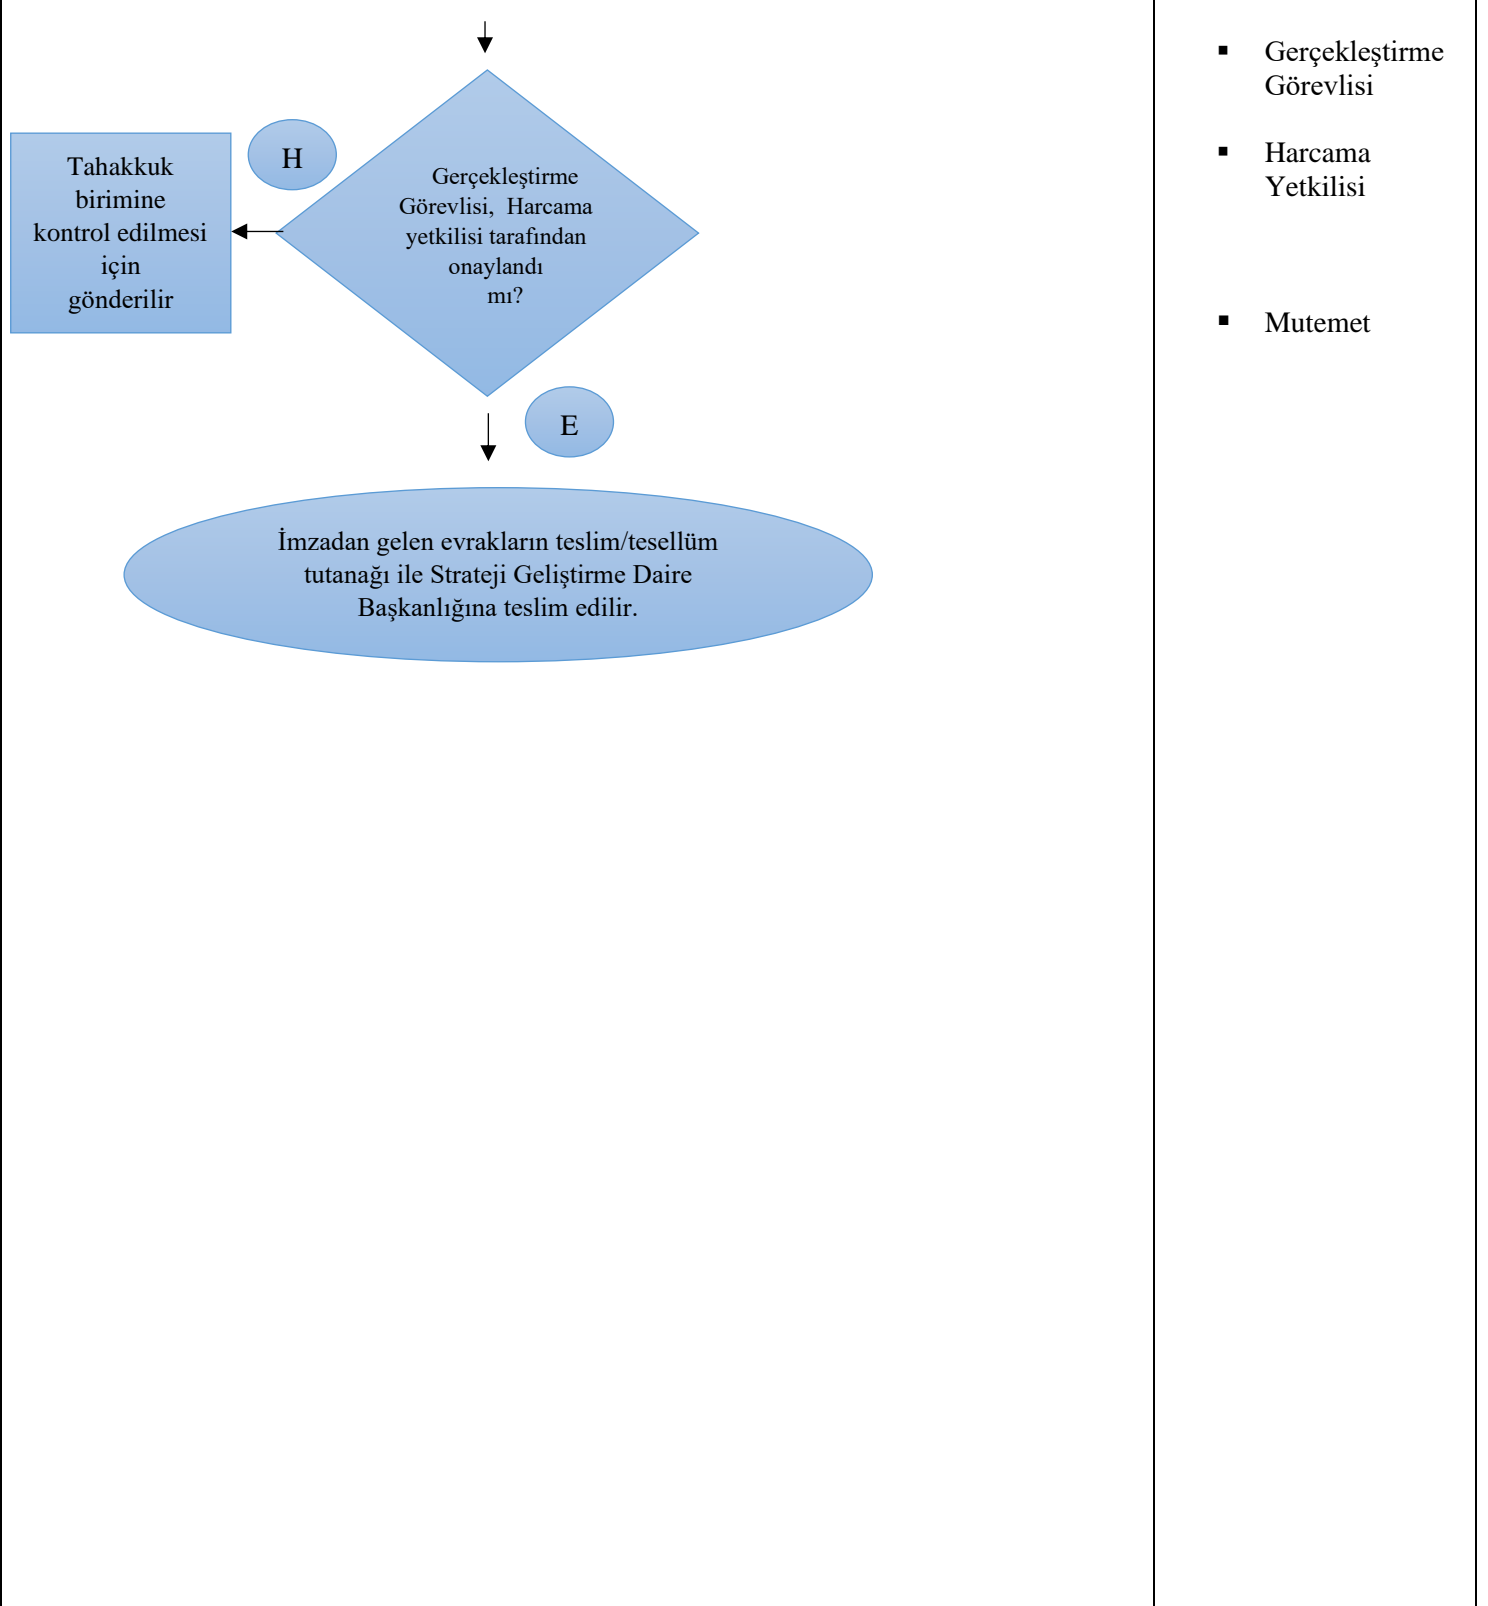 H
Tahakkuk
birimine
kontrol edilmesi
için
gönderilir
Gerçekleştirme
Görevlisi, Harcama
yetkilisi tarafından
onaylandı
mı?
E
İmzadan gelen evrakların teslim/tesellüm
tutanağı ile Strateji Geliştirme Daire
Başkanlığına teslim edilir.
▪ Gerçekleştirme
Görevlisi
▪ Harcama
Yetkilisi
▪ Mutemet